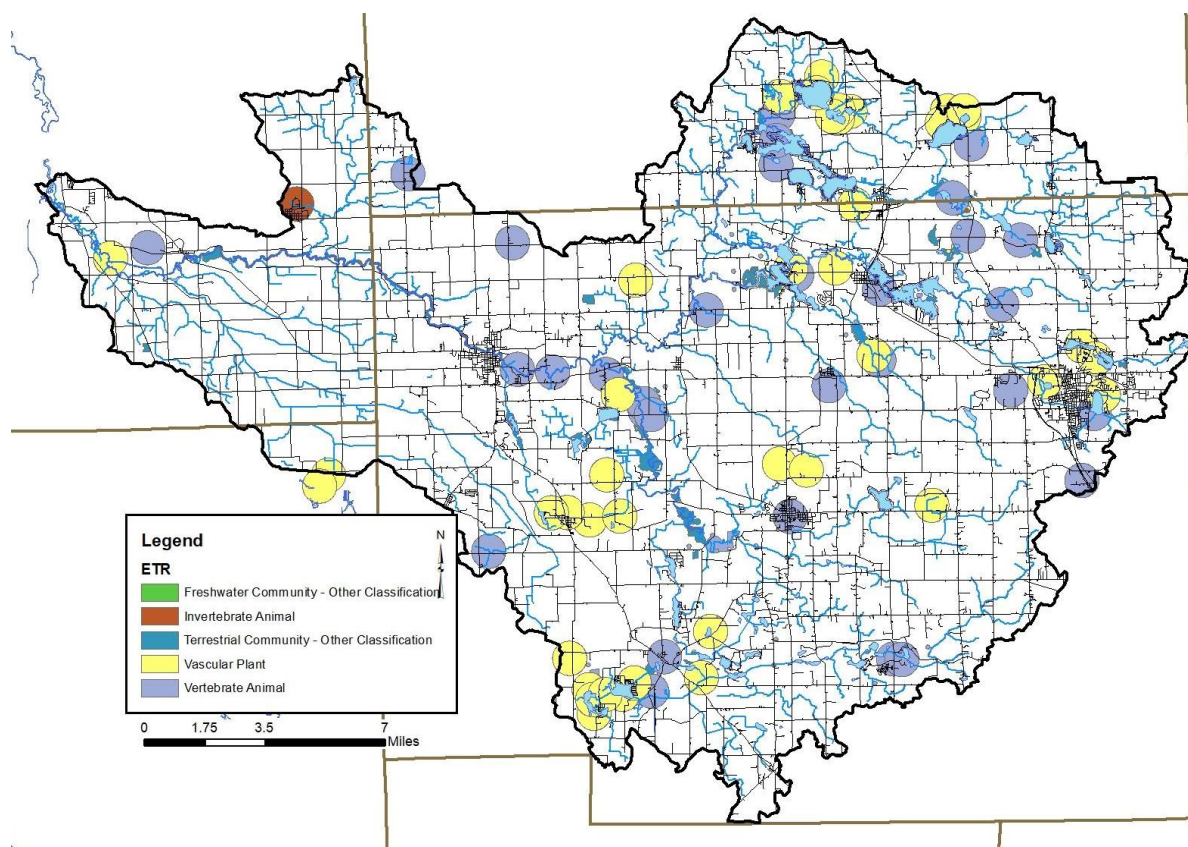 Legend
N
ETR
Freshwater Community - Other Classification
Invertebrate Animal
Terrestrial Community - Other Classification
Vascular Plant
Vertebrate Animal
0 1.75 3.5 7
Miles